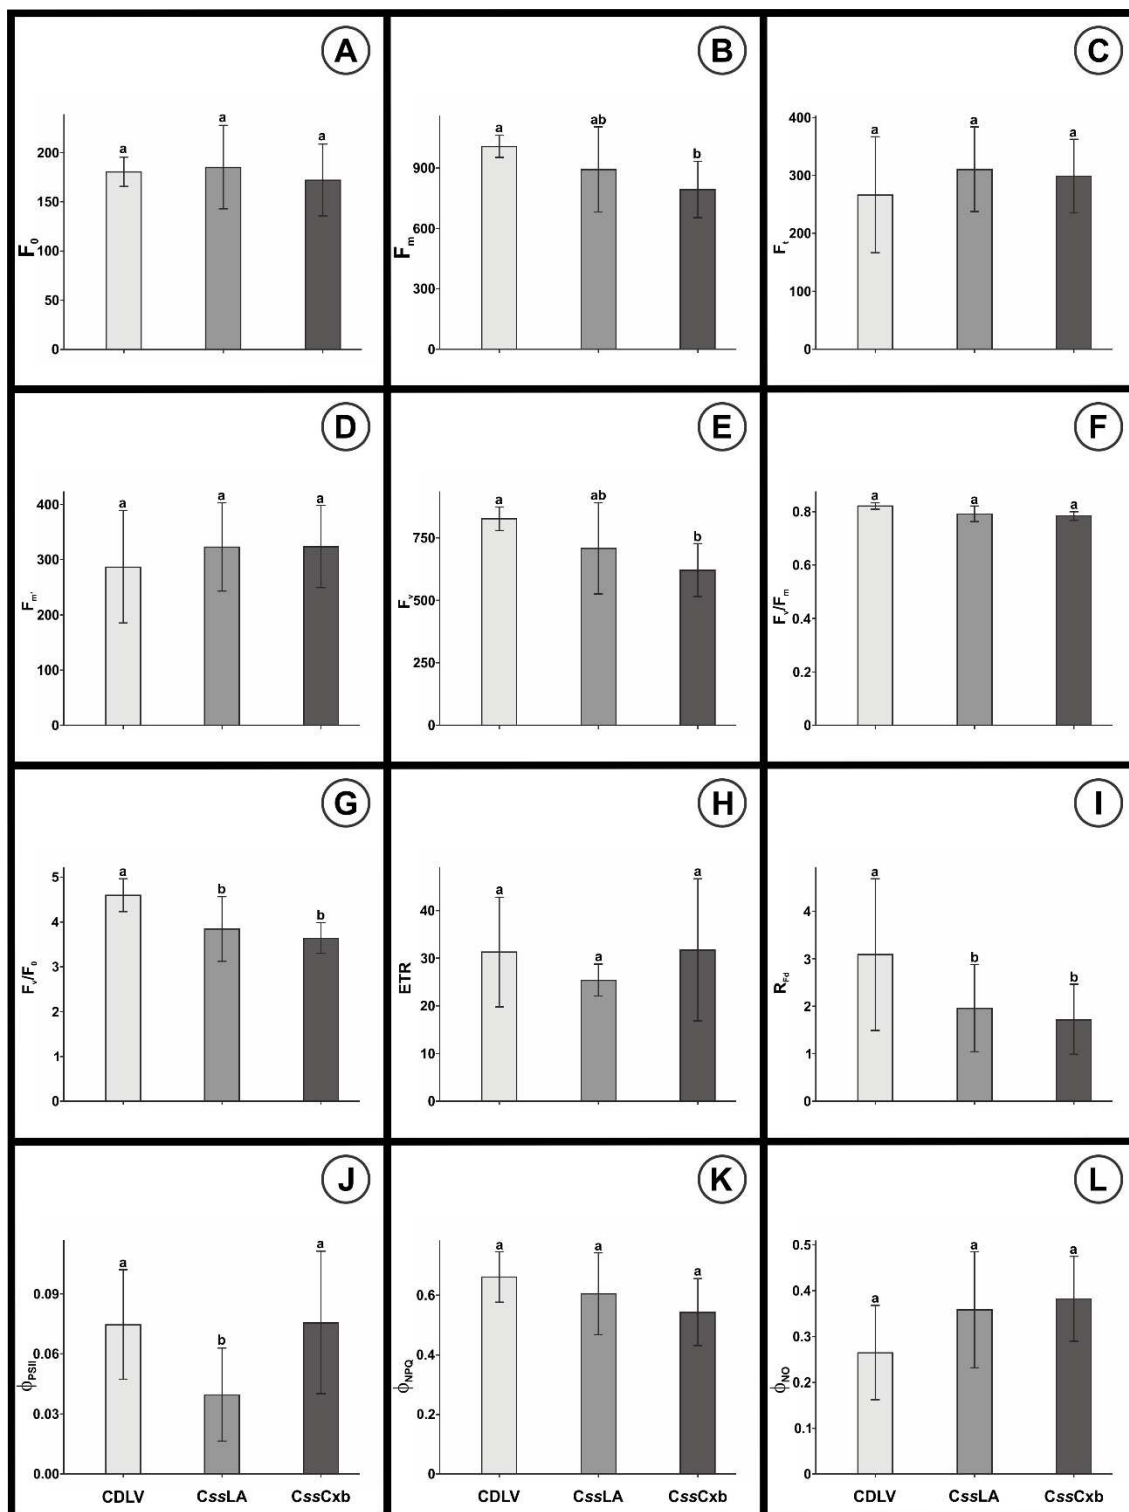 A
B
C
a
a
a
200
150
100
50
0
F0
a
ab
b
900
600
300
0
Fm
a
a
a
400
300
200
100
0
Ft
D
E
F
a
a
a
400
300
200
100
0
Fm'
a
ab
b
750
500
250
0
Fv
a
a
a
0.8
0.6
0.4
0.2
0
Fv/Fm
G
H
I
a
b
b
5
4
3
2
1
0
Fv/F0
a
a
a
40
30
20
10
0
ETR
a
b
b
4
3
2
1
0
RFd
J
K
L
a
b
a
0.09
0.06
0.03
0.00
ϕPSII
CDLV CssLA CssCxb
a
a
a
0.6
0.4
0.2
0
ϕNPQ
CDLV CssLA CssCxb
a
a
a
0.5
0.4
0.3
0.2
0.1
0
ϕNO
CDLV CssLA CssCxb